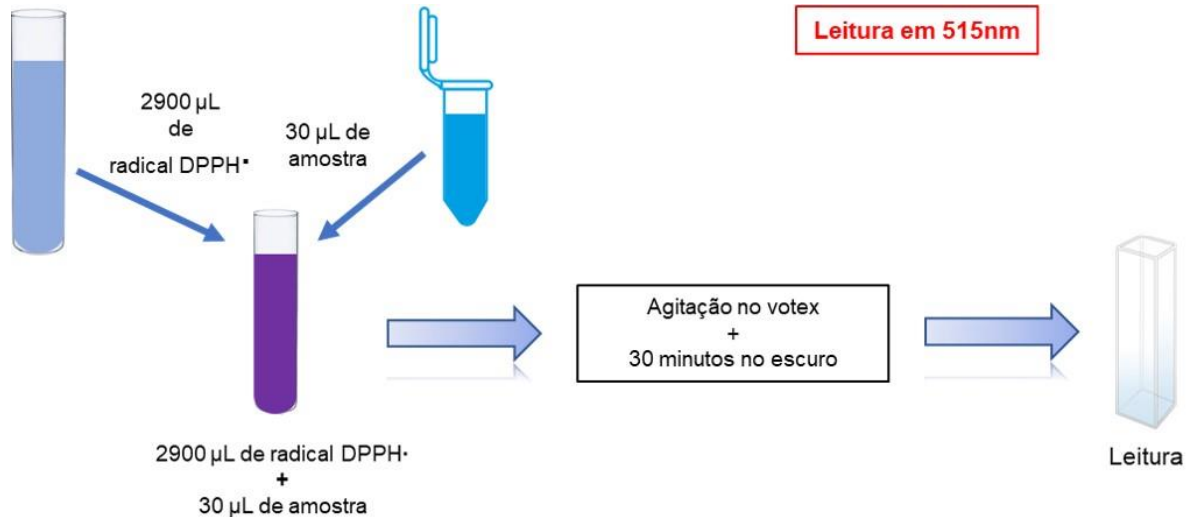 Leitura em 515nm
2900 µL
de
radical DPPH▪
30 µL de
amostra
Agitação no votex
+
30 minutos no escuro
2900 µL de radical DPPH·
+
30 µL de amostra
Leitura